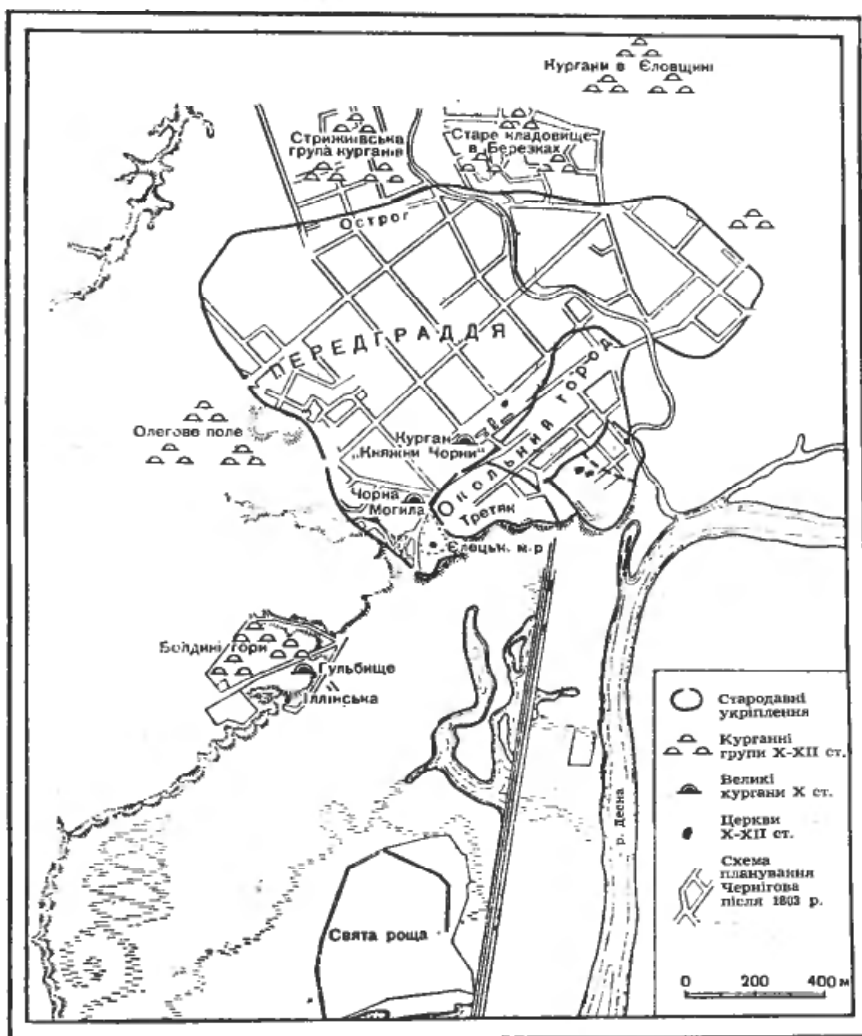 Кургани в Єловщині
Стрижнівська
група курганів
Старе кладовище
в Березках
Острог
ПЕРЕДГРАДДЯ
Олегове поле
Курган
„Княжни Чорни"
Окольний город
Чорна
Могила
Третяк
Єлецьк. м-р
Болдині гори
Гульбище
Іллінська
р. Десна
Свята роща
Стародавні
укріплення
Курганні
групи X-XII ст.
Великі
кургани X ст.
Церкви
X-XII ст.
Схема
планування
Чернігова
після 1803 р.
0 200 400 м